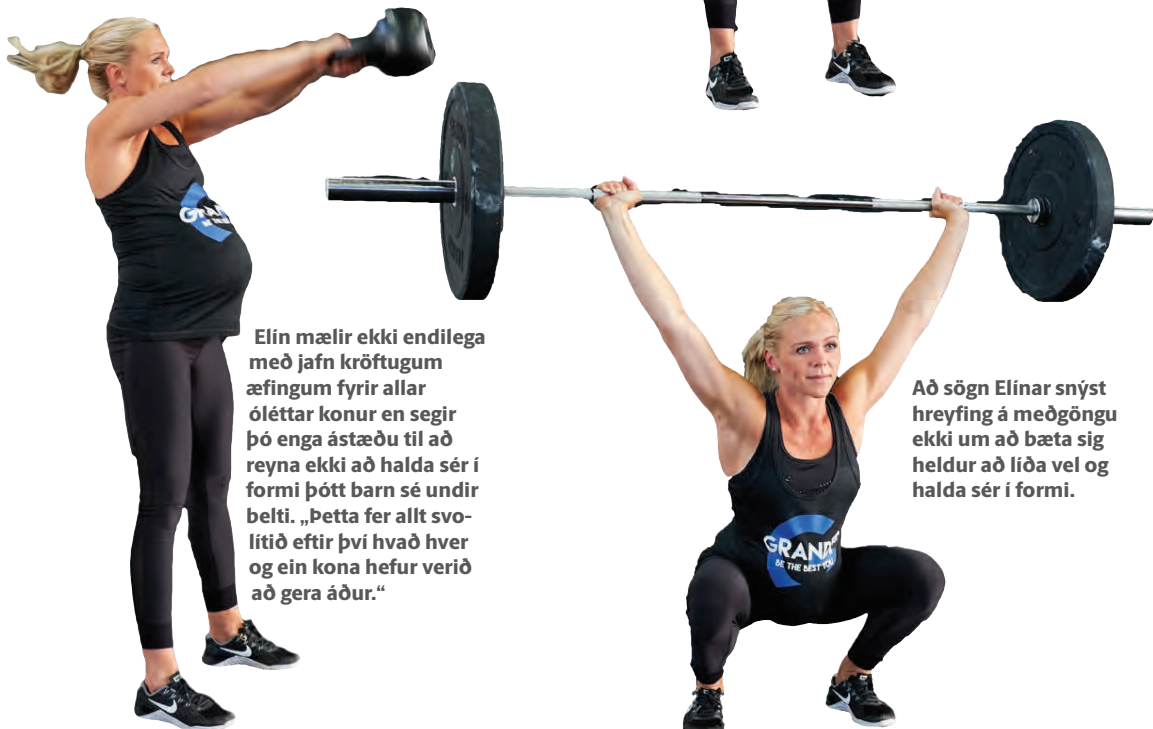 Elín mælir ekki endilega
með jafn kröftugum
æfingum fyrir allar
óléttar konur en segir
þó enga ástæðu til að
reyna ekki að halda sér í
formi þótt barn sé undir
belti. „Þetta fer allt svo-
lítið eftir því hvað hver
og ein kona hefur verið
að gera áður.“
Að sögn Elínar snýst
hreyfing á meðgöngu
ekki um að bæta sig
heldur að líða vel og
halda sér í formi.
BE THE BEST YOU